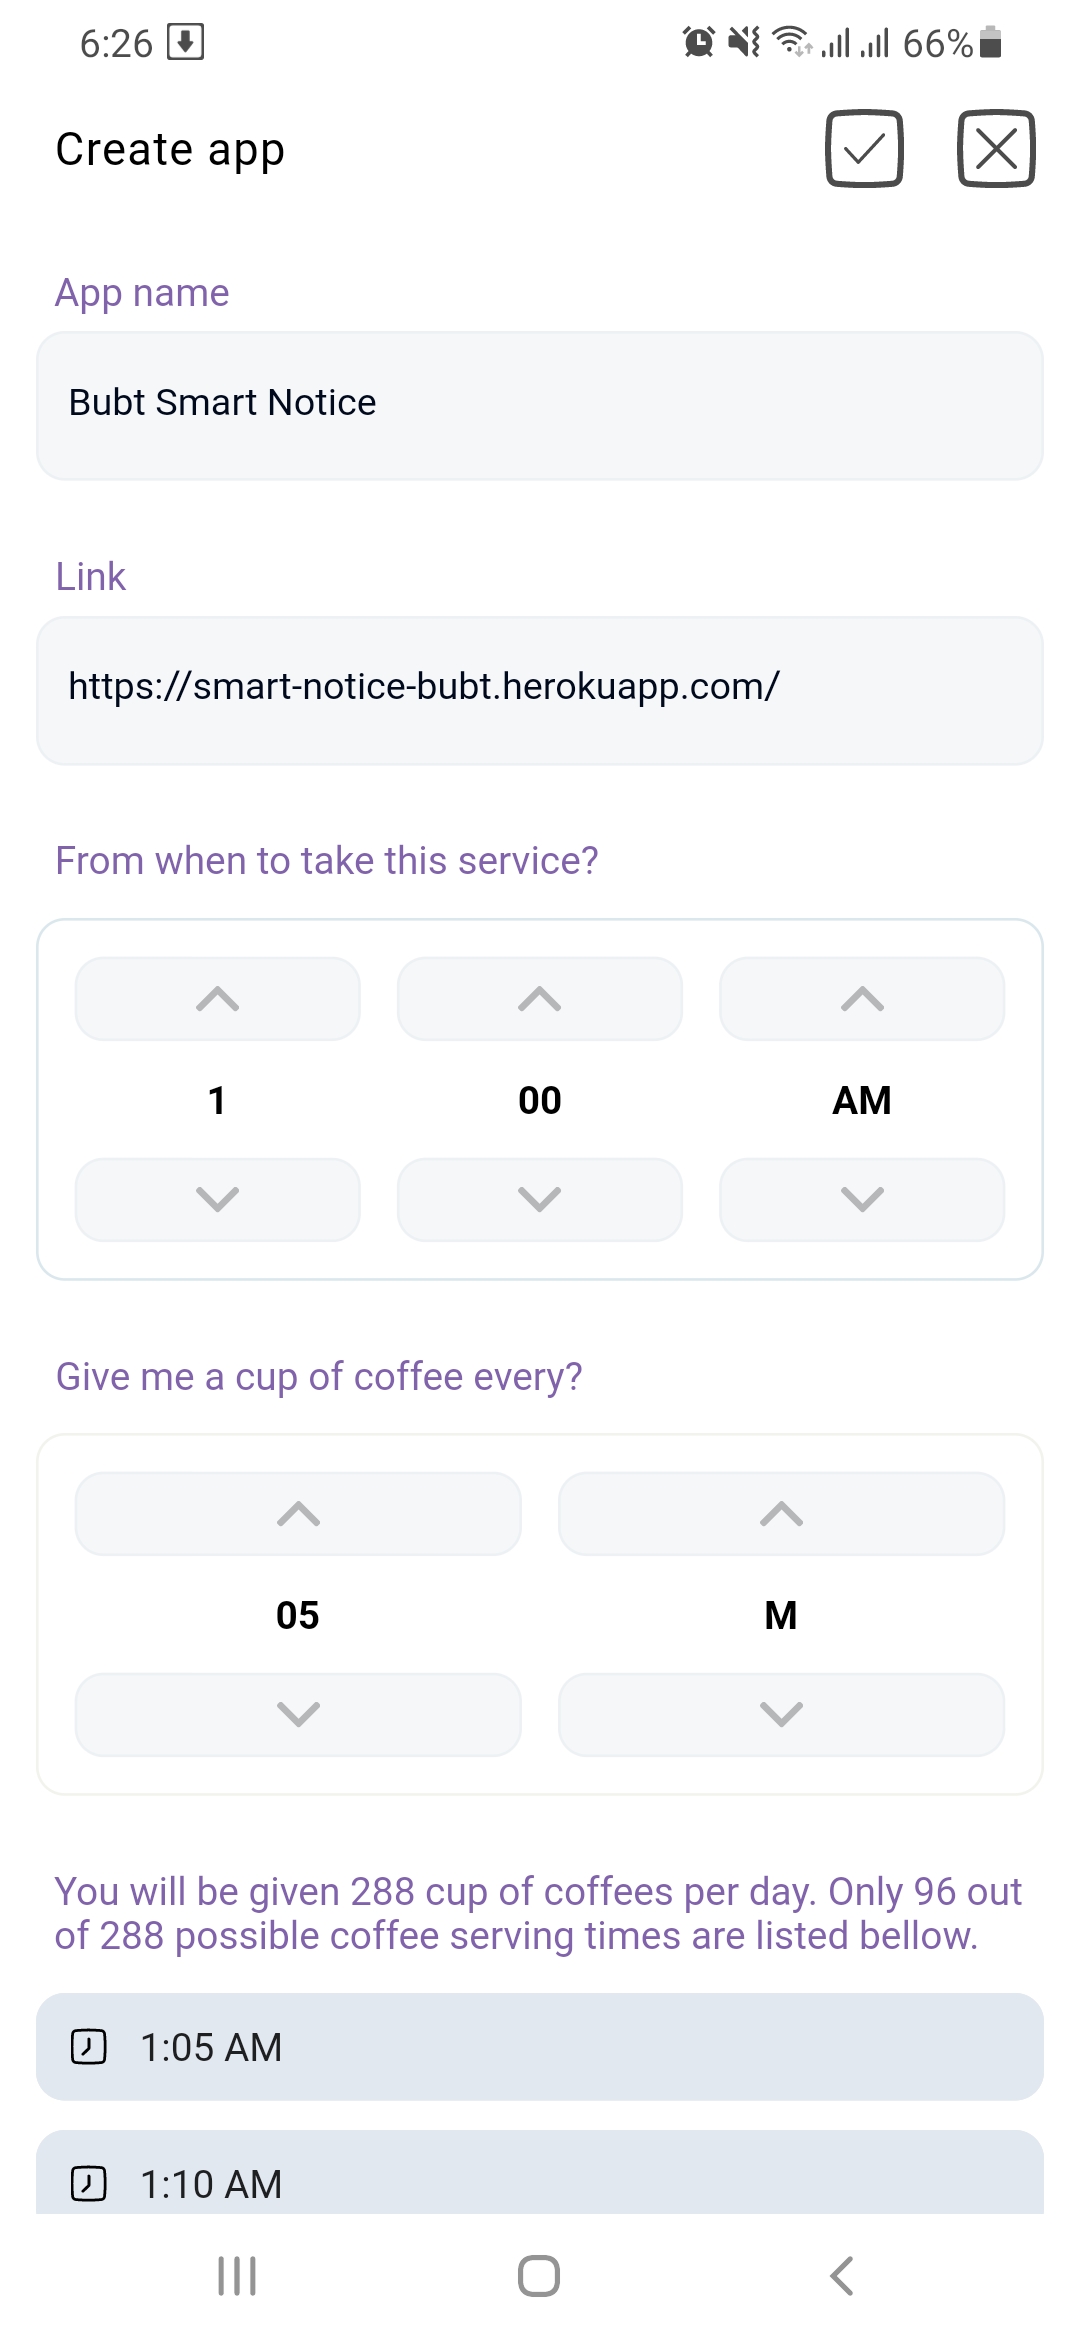 6:26 66%
Create app
App name
Bubt Smart Notice
Link
https://smart-notice-bubt.herokuapp.com/
From when to take this service?
1 00 AM
Give me a cup of coffee every?
05 M
You will be given 288 cup of coffees per day. Only 96 out
of 288 possible coffee serving times are listed bellow.
1:05 AM
1:10 AM